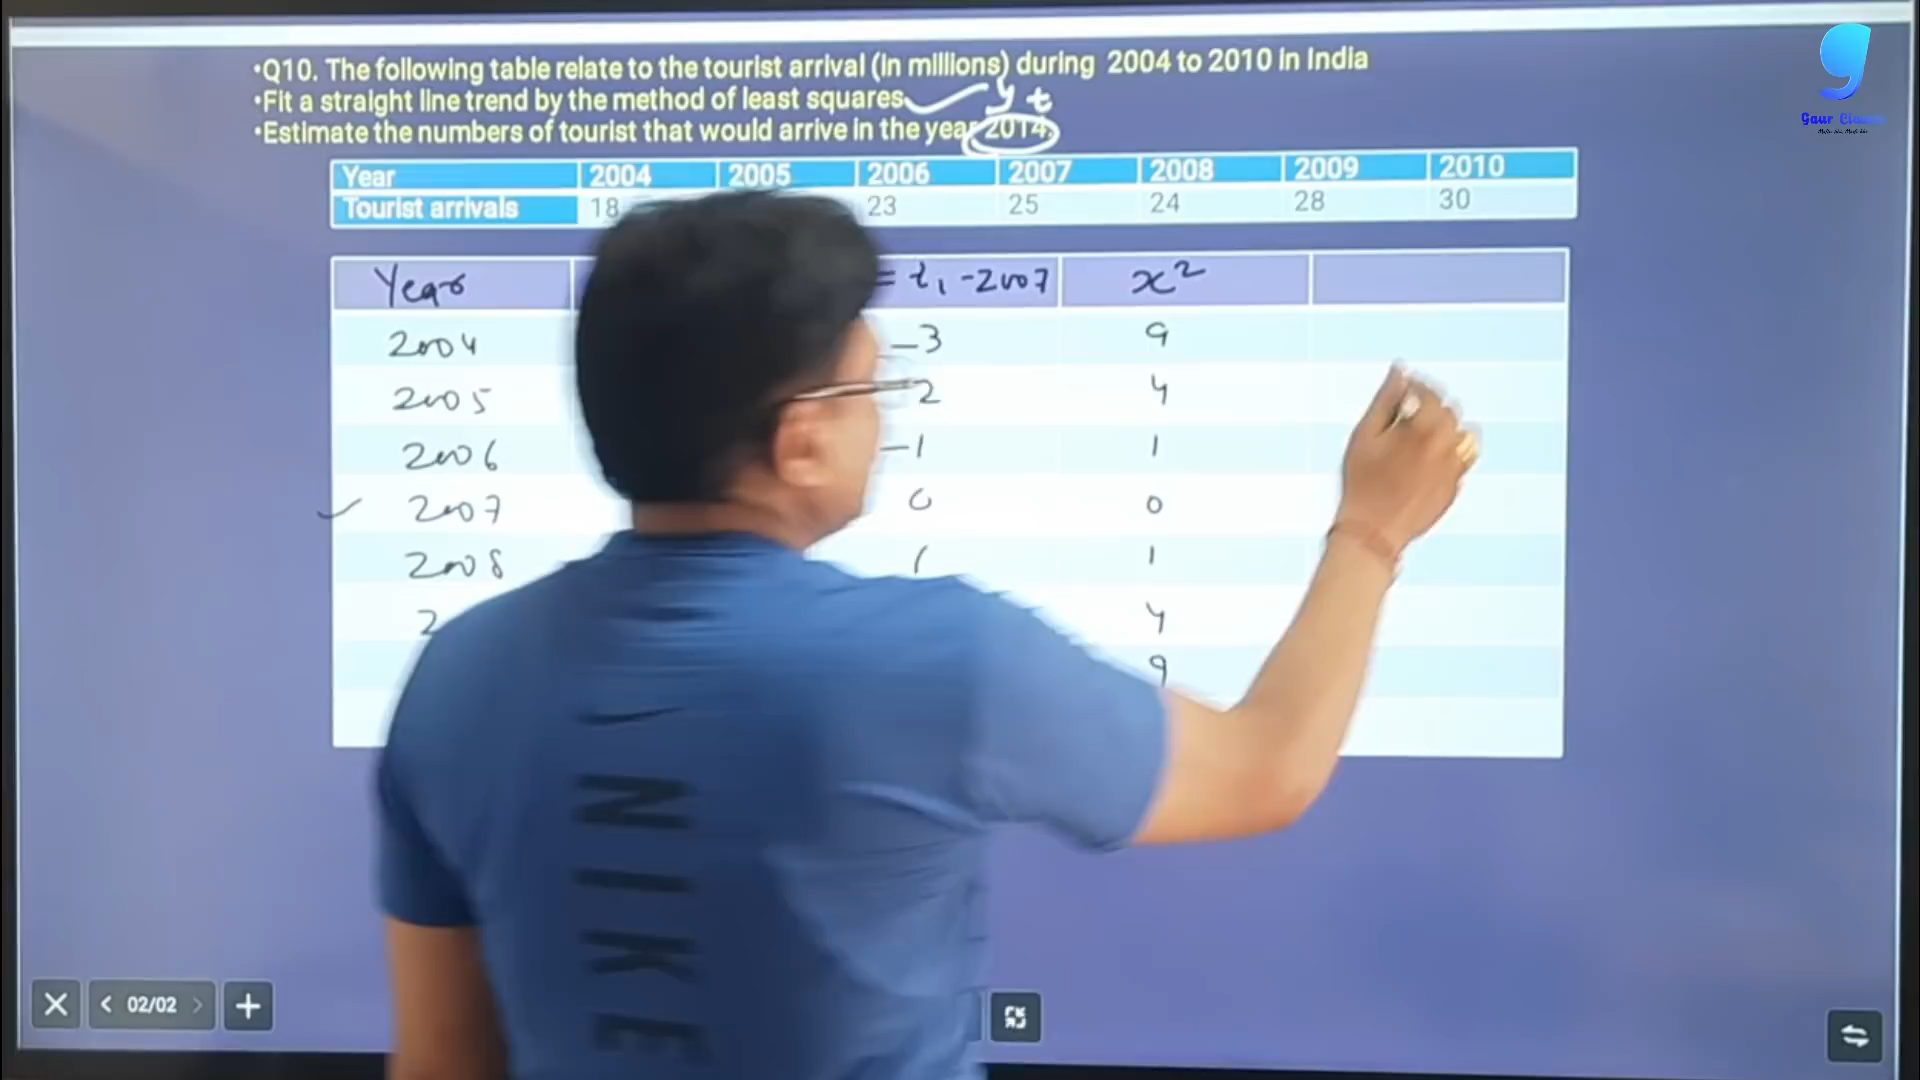 •Q10. The following table relate to the tourist arrival (in millions) during 2004 to 2010 in India
•Fit a straight line trend by the method of least squares y t
•Estimate the numbers of tourist that would arrive in the year 2014.
Year 2004 2005 2006 2007 2008 2009 2010
Tourist arrivals 18 23 25 24 28 30
Year = t, -2007 x²
2004 -3 9
2005 2 4
2006 -1 1
2007 0 0
2008 1 1
2 4
9
NIKE
02/02
Gaur Classes